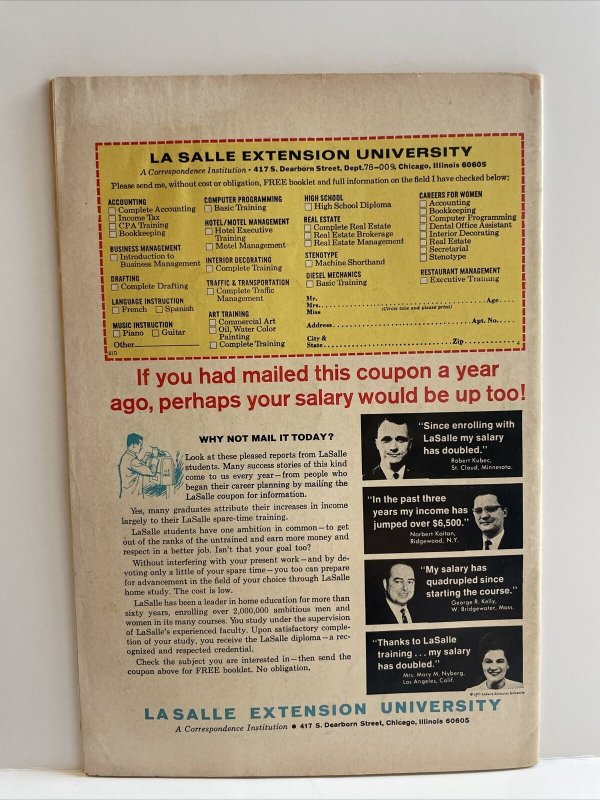 LA SALLE EXTENSION UNIVERSITY
A Correspondence Institution • 417 S. Dearborn Street, Dept. 78-009, Chicago, Illinois 60605
Please send me, without cost or obligation, FREE booklet and full information on the field I have checked below:
ACCOUNTING
Complete Accounting
Income Tax
CPA Training
Bookkeeping
BUSINESS MANAGEMENT
Introduction to
Business Management
DRAFTING
Complete Drafting
LANGUAGE INSTRUCTION
French Spanish
MUSIC INSTRUCTION
Piano Guitar
Other
COMPUTER PROGRAMMING
Basic Training
HOTEL/MOTEL MANAGEMENT
Hotel Executive
Training
Motel Management
INTERIOR DECORATING
Complete Training
TRAFFIC & TRANSPORTATION
Complete Traffic
Management
ART TRAINING
Commercial Art
Oil, Water Color
Painting
Complete Training
HIGH SCHOOL
High School Diploma
REAL ESTATE
Complete Real Estate
Real Estate Brokerage
Real Estate Management
STENOTYPE
Machine Shorthand
DIESEL MECHANICS
Basic Training
CAREERS FOR WOMEN
Accounting
Bookkeeping
Computer Programming
Dental Office Assistant
Interior Decorating
Real Estate
Secretarial
Stenotype
RESTAURANT MANAGEMENT
Executive Training
Mr.
Mrs. Age
Miss (Circle title and please print)
Address Apt. No.
City &
State Zip
If you had mailed this coupon a year
ago, perhaps your salary would be up too!
WHY NOT MAIL IT TODAY?
Look at these pleased reports from LaSalle
students. Many success stories of this kind
come to us every year—from people who
began their career planning by mailing the
LaSalle coupon for information.
Yes, many graduates attribute their increases in income
largely to their LaSalle spare-time training.
LaSalle students have one ambition in common—to get
out of the ranks of the untrained and earn more money and
respect in a better job. Isn't that your goal too?
Without interfering with your present work—and by de-
voting only a little of your spare time—you too can prepare
for advancement in the field of your choice through LaSalle
home study. The cost is low.
LaSalle has been a leader in home education for more than
sixty years, enrolling over 2,000,000 ambitious men and
women in its many courses. You study under the supervision
of LaSalle's experienced faculty. Upon satisfactory comple-
tion of your study, you receive the LaSalle diploma—a rec-
ognized and respected credential.
Check the subject you are interested in—then send the
coupon above for FREE booklet. No obligation.
"Since enrolling with
LaSalle my salary
has doubled."
Robert Kubec,
St. Cloud, Minnesota.
"In the past three
years my income has
jumped over $6,500."
Norbert Kaiton,
Ridgewood, N.Y.
"My salary has
quadrupled since
starting the course."
George R. Kelly,
W. Bridgewater, Mass.
"Thanks to LaSalle
training . . . my salary
has doubled."
Mrs. Mary M. Nyberg,
Los Angeles, Calif.
LA SALLE EXTENSION UNIVERSITY
A Correspondence Institution • 417 S. Dearborn Street, Chicago, Illinois 60605